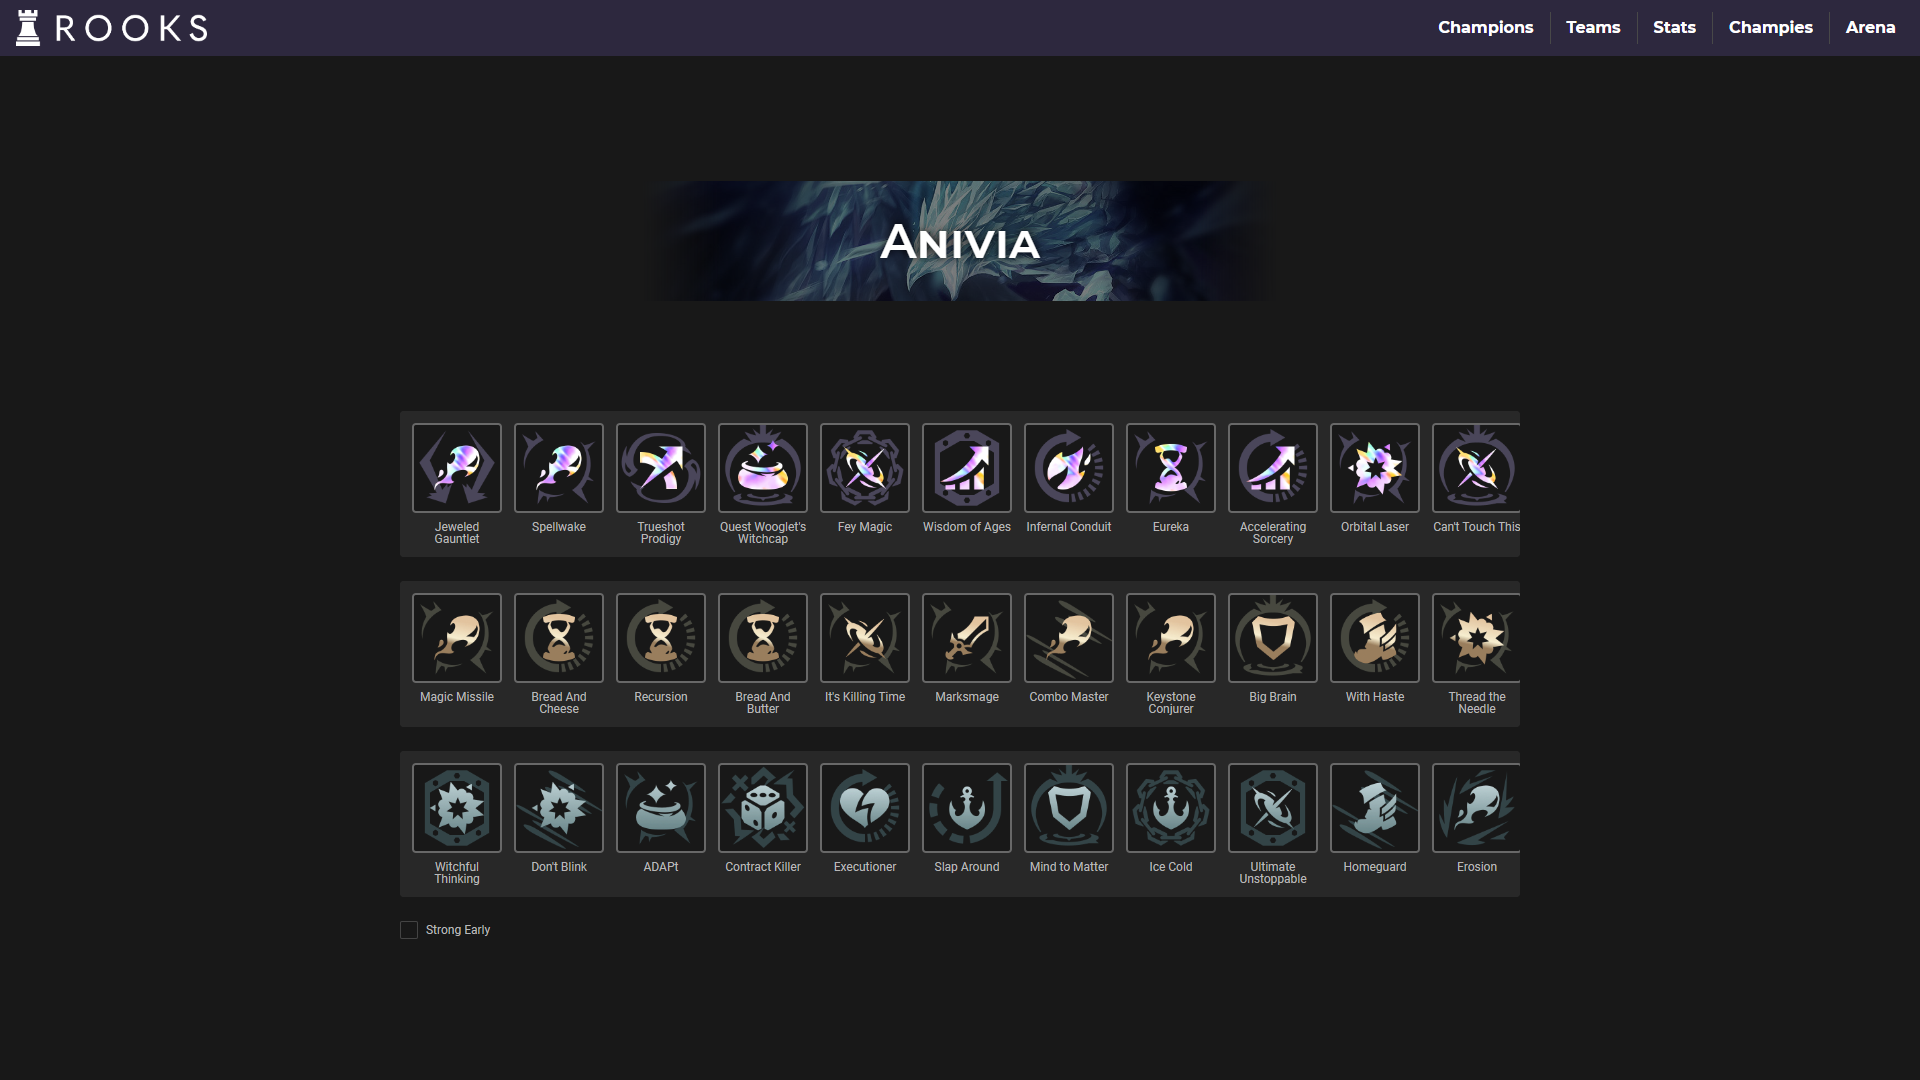 ROOKS
Champions
Teams
Stats
Champies
Arena
Anivia
Jeweled
Gauntlet
Spellwake
Trueshot
Prodigy
Quest Wooglet's
Witchcap
Fey Magic
Wisdom of Ages
Infernal Conduit
Eureka
Accelerating
Sorcery
Orbital Laser
Can't Touch This
Magic Missile
Bread And
Cheese
Recursion
Bread And
Butter
It's Killing Time
Marksmage
Combo Master
Keystone
Conjurer
Big Brain
With Haste
Thread the
Needle
Witchful
Thinking
Don't Blink
ADAPt
Contract Killer
Executioner
Slap Around
Mind to Matter
Ice Cold
Ultimate
Unstoppable
Homeguard
Erosion
Strong Early